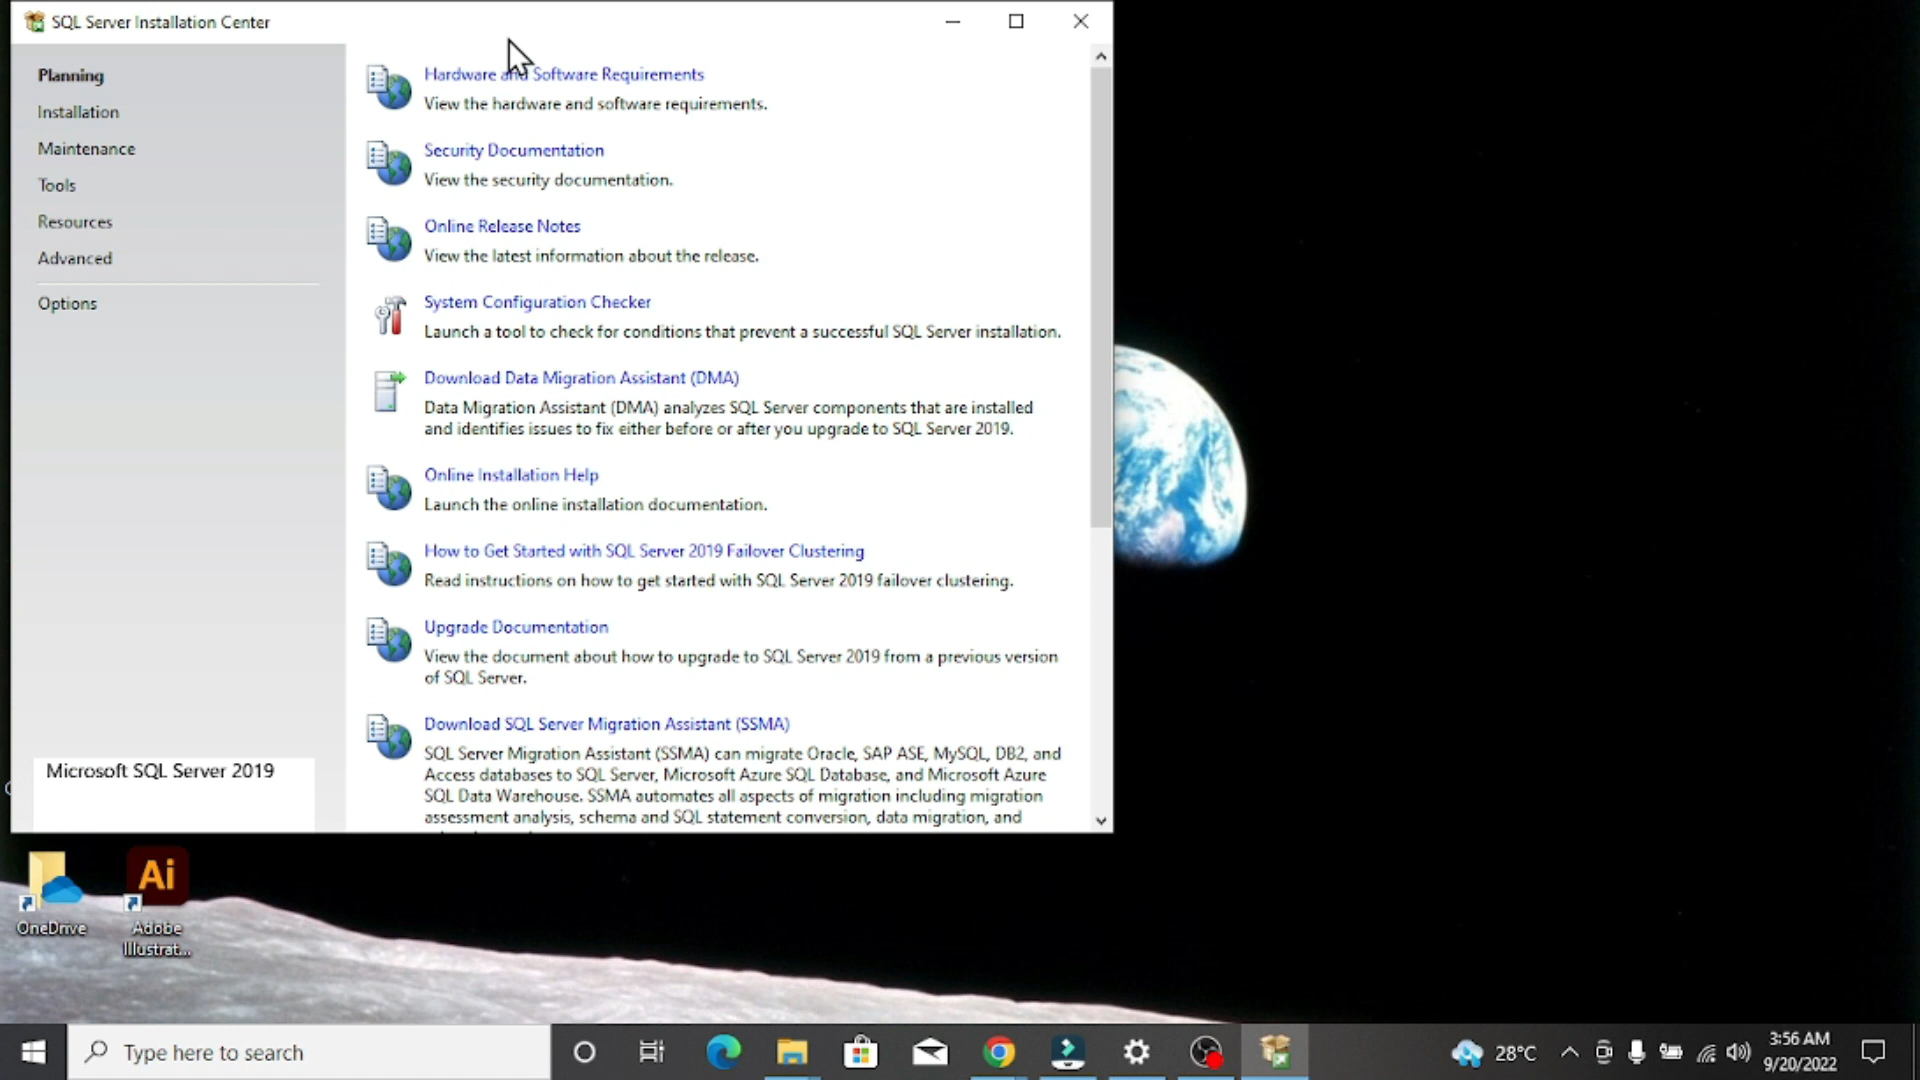 SQL Server Installation Center
Planning
Installation
Maintenance
Tools
Resources
Advanced
Options
Microsoft SQL Server 2019
Hardware and Software Requirements
View the hardware and software requirements.
Security Documentation
View the security documentation.
Online Release Notes
View the latest information about the release.
System Configuration Checker
Launch a tool to check for conditions that prevent a successful SQL Server installation.
Download Data Migration Assistant (DMA)
Data Migration Assistant (DMA) analyzes SQL Server components that are installed
and identifies issues to fix either before or after you upgrade to SQL Server 2019.
Online Installation Help
Launch the online installation documentation.
How to Get Started with SQL Server 2019 Failover Clustering
Read instructions on how to get started with SQL Server 2019 failover clustering.
Upgrade Documentation
View the document about how to upgrade to SQL Server 2019 from a previous version
of SQL Server.
Download SQL Server Migration Assistant (SSMA)
SQL Server Migration Assistant (SSMA) can migrate Oracle, SAP ASE, MySQL, DB2, and
Access databases to SQL Server, Microsoft Azure SQL Database, and Microsoft Azure
SQL Data Warehouse. SSMA automates all aspects of migration including migration
assessment analysis, schema and SQL statement conversion, data migration, and
Ai
OneDrive
Adobe
Illustrat...
Type here to search
28°C
3:56 AM
9/20/2022